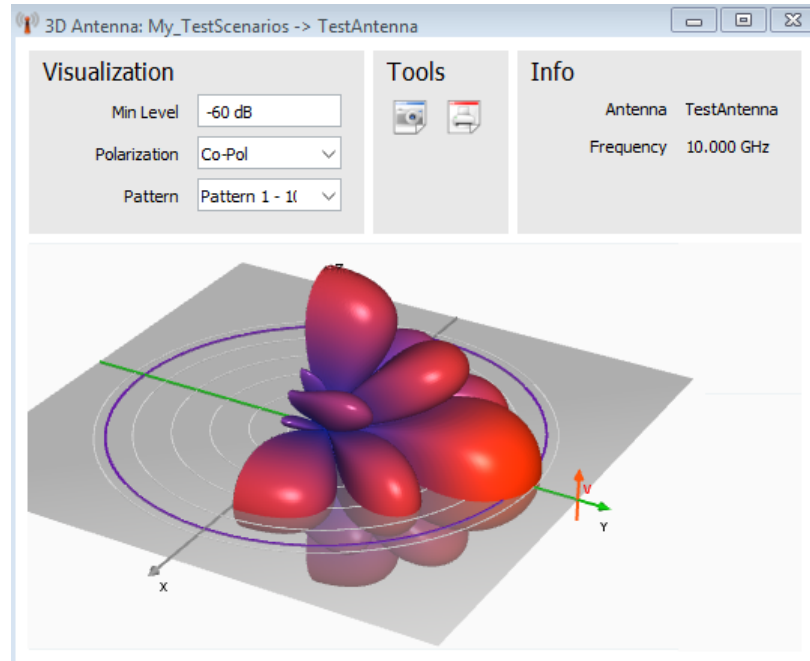 3D Antenna: My_TestScenarios -> TestAntenna
Visualization
Min Level -60 dB
Polarization Co-Pol
Pattern Pattern 1 - 10
Tools
Info
Antenna TestAntenna
Frequency 10.000 GHz
V
Y
X